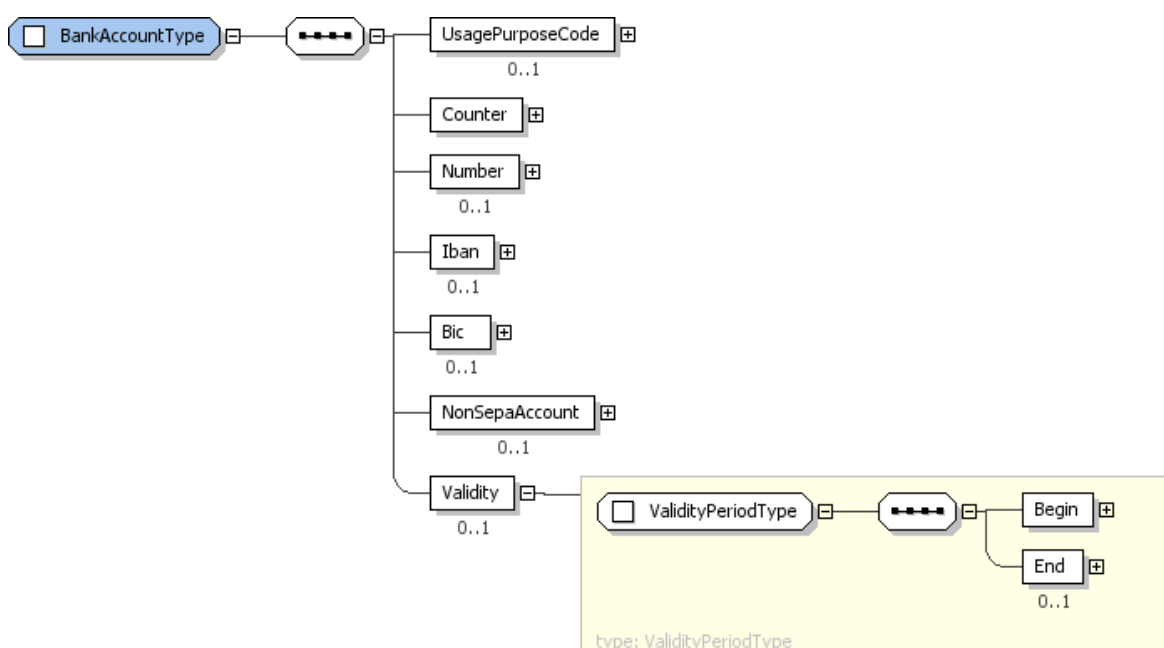 BankAccountType
UsagePurposeCode
0..1
Counter
Number
0..1
Iban
0..1
Bic
0..1
NonSepaAccount
0..1
Validity
0..1
ValidityPeriodType
Begin
End
0..1
type: ValidityPeriodType